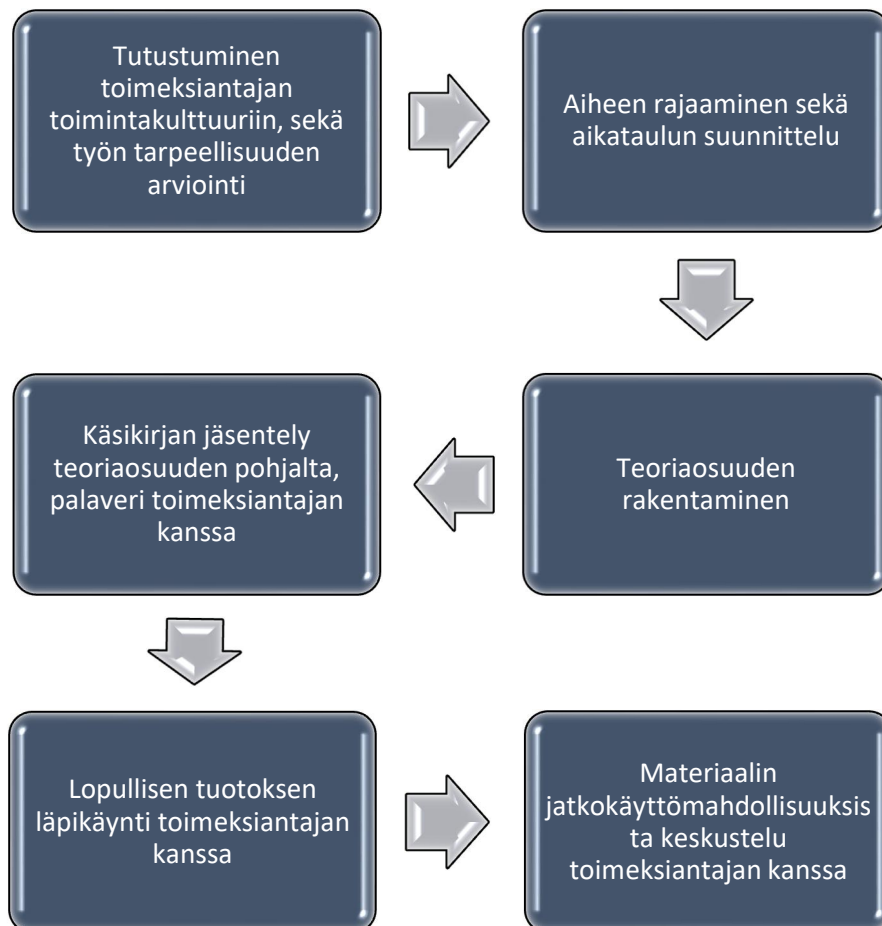 Tutustuminen
toimeksiantajan
toimintakulttuuriin, sekä
työn tarpeellisuuden
arviointi
Aiheen rajaaminen sekä
aikataulun suunnittelu
Teoriaosuuden
rakentaminen
Käsikirjan jäsentely
teoriaosuuden pohjalta,
palaveri toimeksiantajan
kanssa
Lopullisen tuotoksen
läpikäynti toimeksiantajan
kanssa
Materiaalin
jatkokäyttömahdollisuuksis
ta keskustelu
toimeksiantajan kanssa